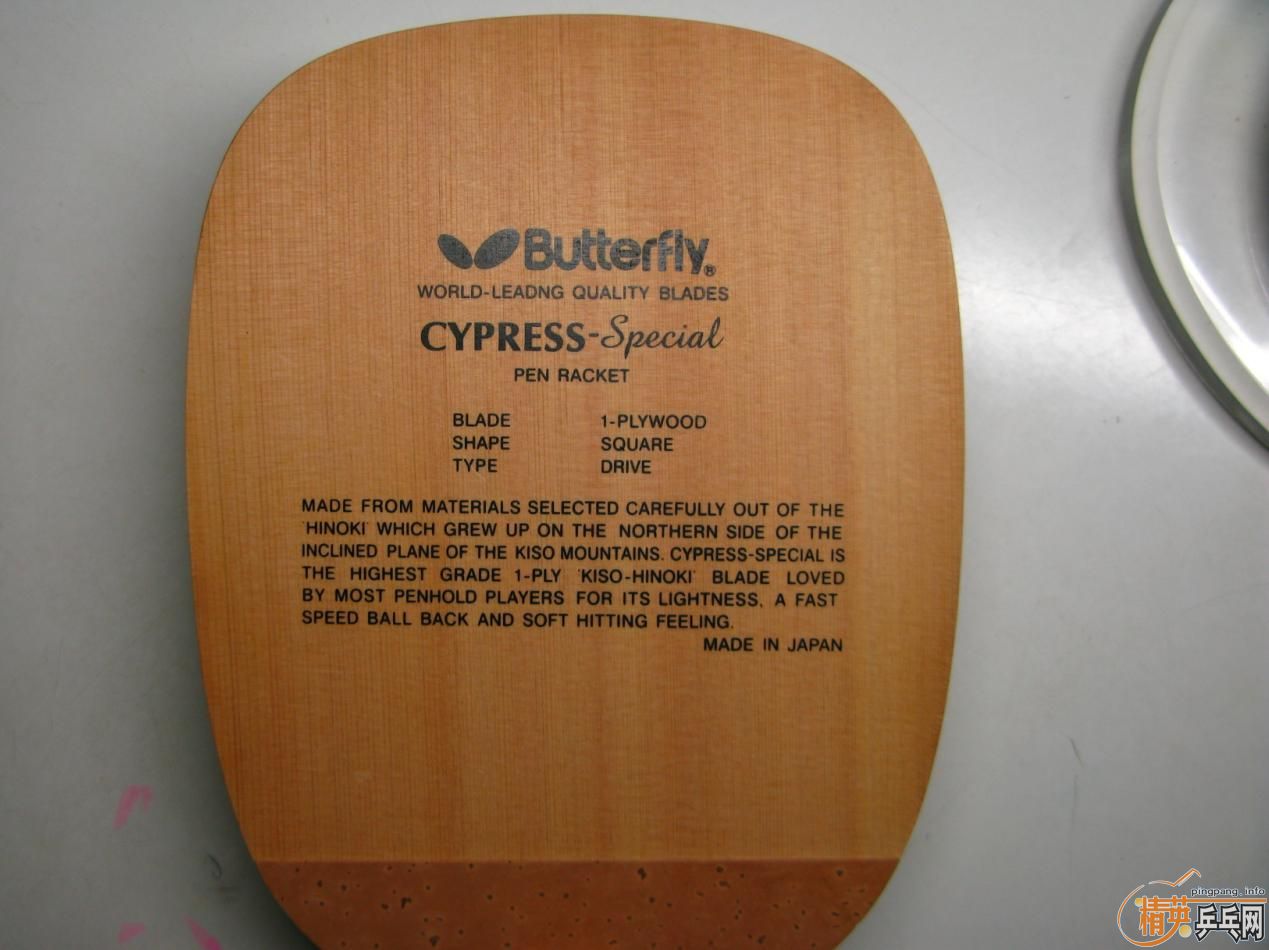 Butterfly®
WORLD-LEADNG QUALITY BLADES
CYPRESS-Special
PEN RACKET
BLADE 1-PLYWOOD
SHAPE SQUARE
TYPE DRIVE
MADE FROM MATERIALS SELECTED CAREFULLY OUT OF THE
'HINOKI' WHICH GREW UP ON THE NORTHERN SIDE OF THE
INCLINED PLANE OF THE KISO MOUNTAINS. CYPRESS-SPECIAL IS
THE HIGHEST GRADE 1-PLY 'KISO-HINOKI' BLADE LOVED
BY MOST PENHOLD PLAYERS FOR ITS LIGHTNESS, A FAST
SPEED BALL BACK AND SOFT HITTING FEELING.
MADE IN JAPAN
pingpang.info
精英乒乓网